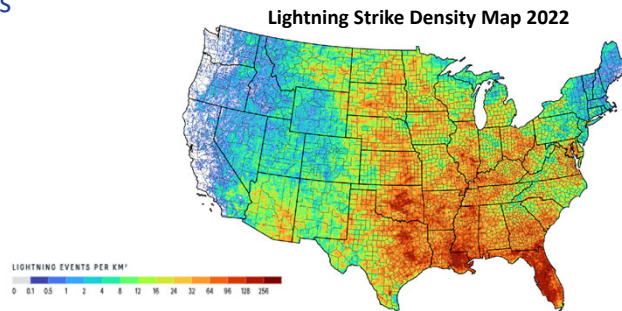 s
Lightning Strike Density Map 2022
LIGHTNING EVENTS PER KM²
0 0.1 0.5 1 2 4 8 12 16 24 32 64 96 128 256